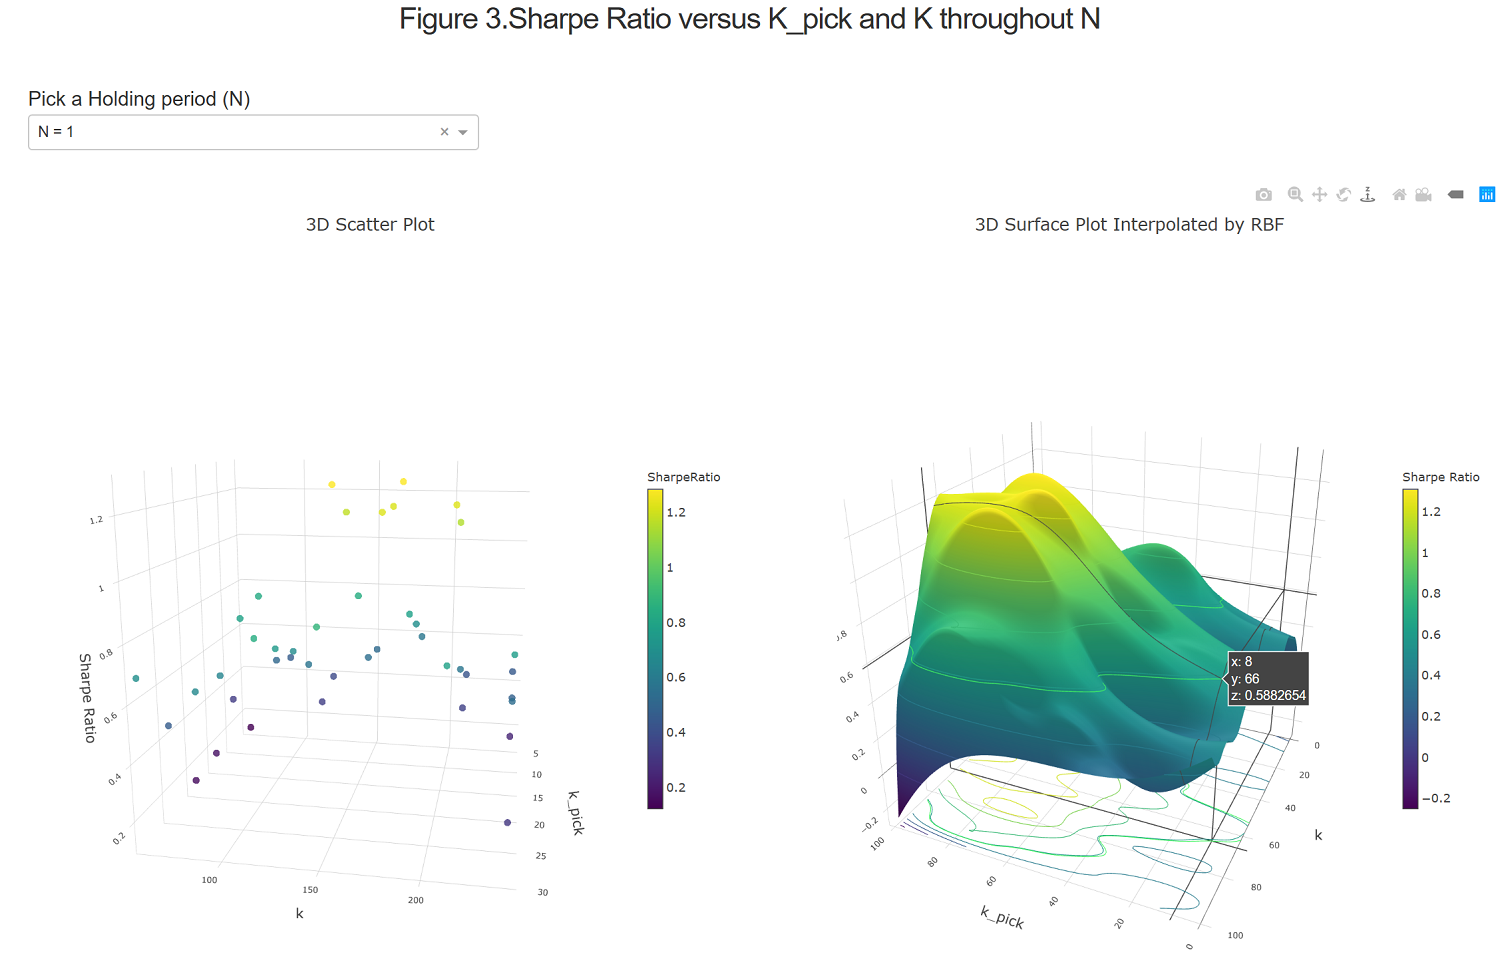 Figure 3.Sharpe Ratio versus K_pick and K throughout N
Pick a Holding period (N)
N = 1
×
3D Scatter Plot
SharpeRatio
1.2
1
0.8
0.6
0.4
0.2
1.2
1
0.8
0.6
0.4
0.2
Sharpe Ratio
100
150
200
k
5
10
15
20
25
30
k_pick
3D Surface Plot Interpolated by RBF
Sharpe Ratio
1.2
1
0.8
0.6
0.4
0.2
0
−0.2
x: 8
y: 66
z: 0.5882654
0.6
0.4
0.2
0
−0.2
100
80
60
40
20
0
k_pick
0
20
40
60
80
100
k
z